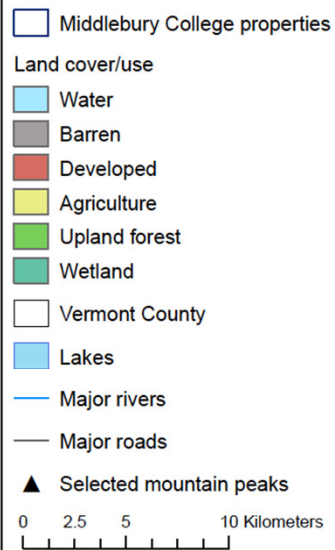 Middlebury College properties
Land cover/use
Water
Barren
Developed
Agriculture
Upland forest
Wetland
Vermont County
Lakes
Major rivers
Major roads
Selected mountain peaks
0 2.5 5 10 Kilometers